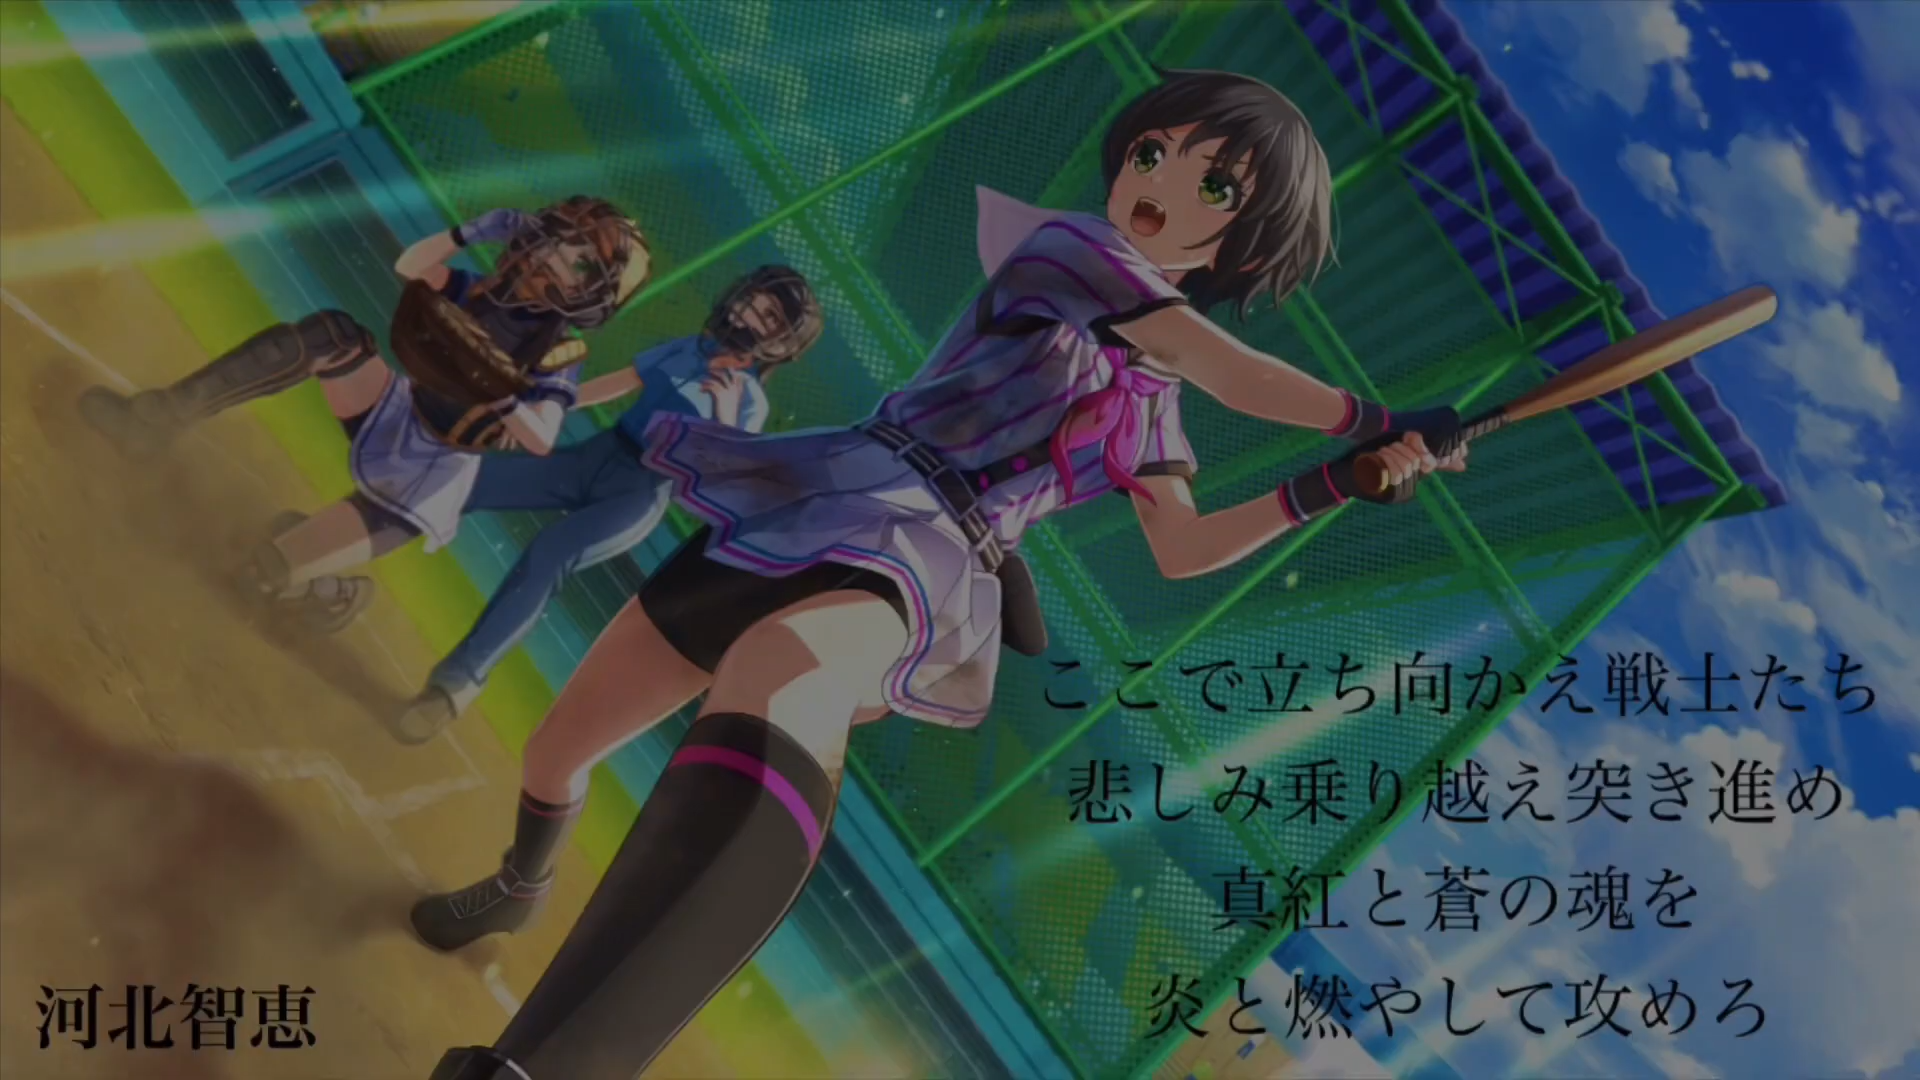 ここで立ち向かえ戦士たち
悲しみ乗り越え突き進め
真紅と蒼の魂を
炎と燃やして攻めろ
河北智恵